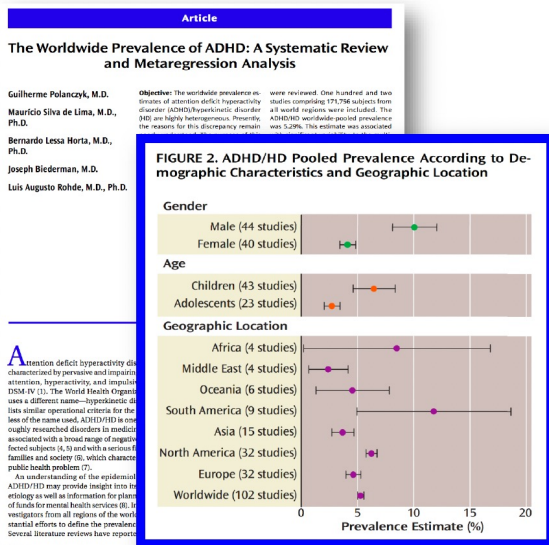 Article
The Worldwide Prevalence of ADHD: A Systematic Review
and Metaregression Analysis
Guilherme Polanczyk, M.D.
Maurício Silva de Lima, M.D.,
Ph.D.
Bernardo Lessa Horta, M.D.,
Ph.D.
Joseph Biederman, M.D.
Luis Augusto Rohde, M.D., Ph.D.
Objective: The worldwide prevalence es-
timates of attention deficit hyperactivity
disorder (ADHD)/hyperkinetic disorder
(HD) are highly heterogeneous. Presently,
the reasons for this discrepancy remain
were reviewed. One hundred and two
studies comprising 171,756 subjects from
all world regions were included. The
ADHD/HD worldwide-pooled prevalence
was 5.29%. This estimate was associated
Attention deficit hyperactivity dis
characterized by pervasive and impairin
attention, hyperactivity, and impulsiv
DSM-IV (1). The World Health Organiz
uses a different name—hyperkinetic di
lists similar operational criteria for the
less of the name used, ADHD is one
oughly researched disorders in medicin
associated with a broad range of negativ
fected subjects (4, 5) and with a serious fi
families and society (6), which characte
public health problem (7).
An understanding of the epidemiol
ADHD/HD may provide insight into its
etiology as well as information for plann
of funds for mental health services (8). In
vestigators from all regions of the world
stantial efforts to define the prevalenc
Several literature reviews have reporte
FIGURE 2. ADHD/HD Pooled Prevalence According to De-
mographic Characteristics and Geographic Location
Gender
Male (44 studies)
Female (40 studies)
Age
Children (43 studies)
Adolescents (23 studies)
Geographic Location
Africa (4 studies)
Middle East (4 studies)
Oceania (6 studies)
South America (9 studies)
Asia (15 studies)
North America (32 studies)
Europe (32 studies)
Worldwide (102 studies)
0 5 10 15 20
Prevalence Estimate (%)